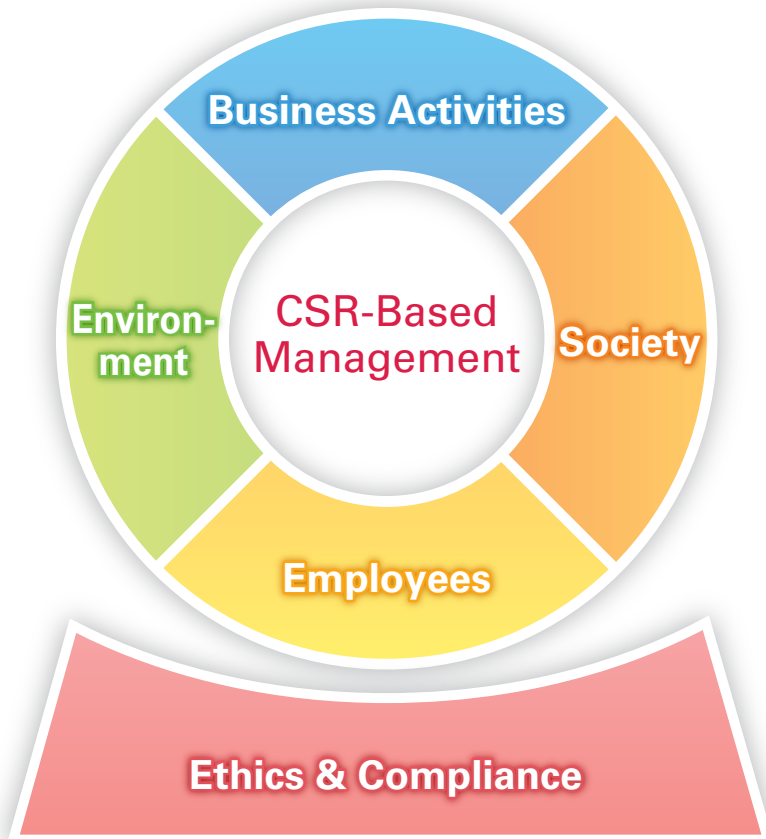 Business Activities
Environ-
ment
CSR-Based
Management
Society
Employees
Ethics & Compliance